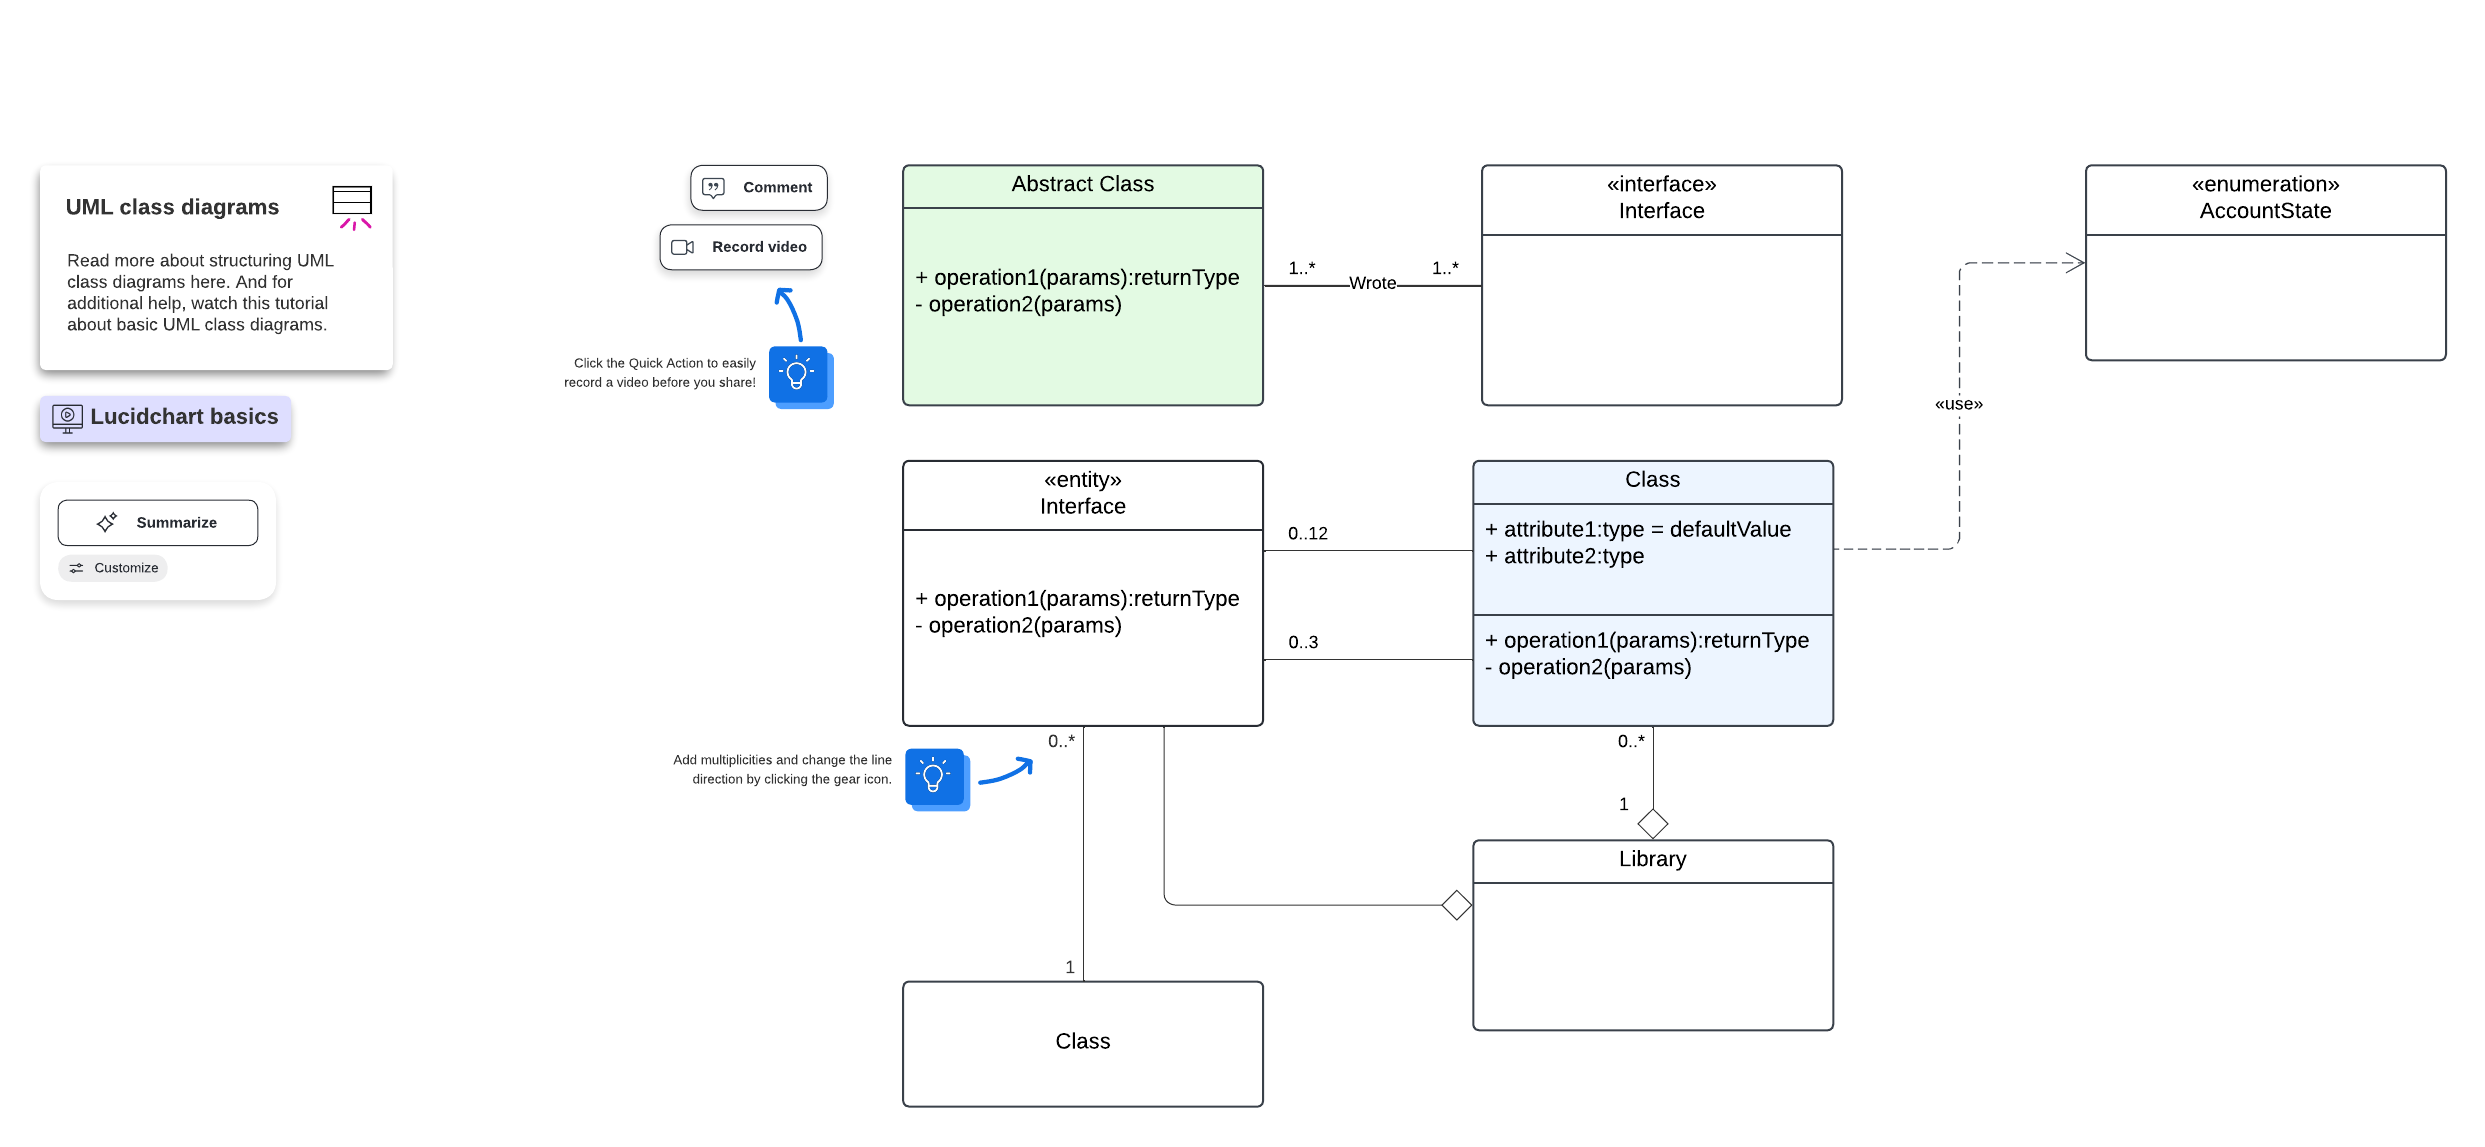 UML class diagrams
Read more about structuring UML
class diagrams here. And for
additional help, watch this tutorial
about basic UML class diagrams.
Lucidchart basics
Summarize
Customize
Comment
Record video
Click the Quick Action to easily
record a video before you share!
Abstract Class
+ operation1(params):returnType
- operation2(params)
1..*
Wrote
1..*
«interface»
Interface
«enumeration»
AccountState
«use»
«entity»
Interface
+ operation1(params):returnType
- operation2(params)
0..12
0..3
Class
+ attribute1:type = defaultValue
+ attribute2:type
+ operation1(params):returnType
- operation2(params)
Add multiplicities and change the line
direction by clicking the gear icon.
0..*
1
Class
0..*
1
Library